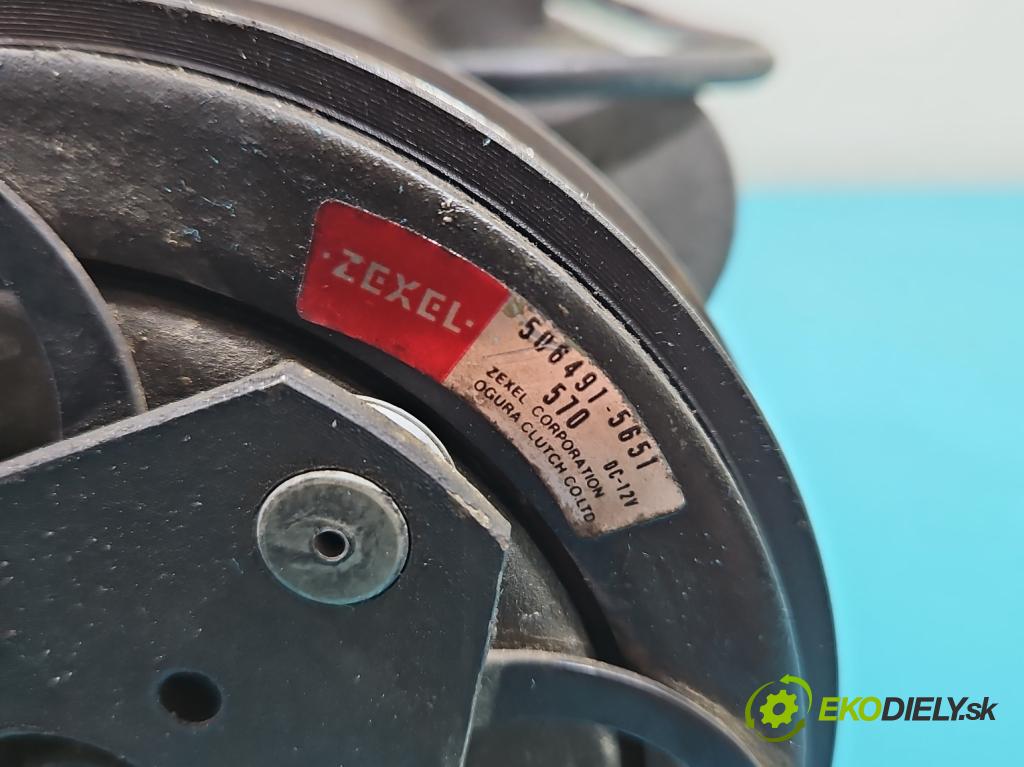 ·ZEXEL·
506491-5651
570 DC-12V
ZEXEL CORPORATION
OGURA CLUTCH CO.LTD
EKODIELY.sk